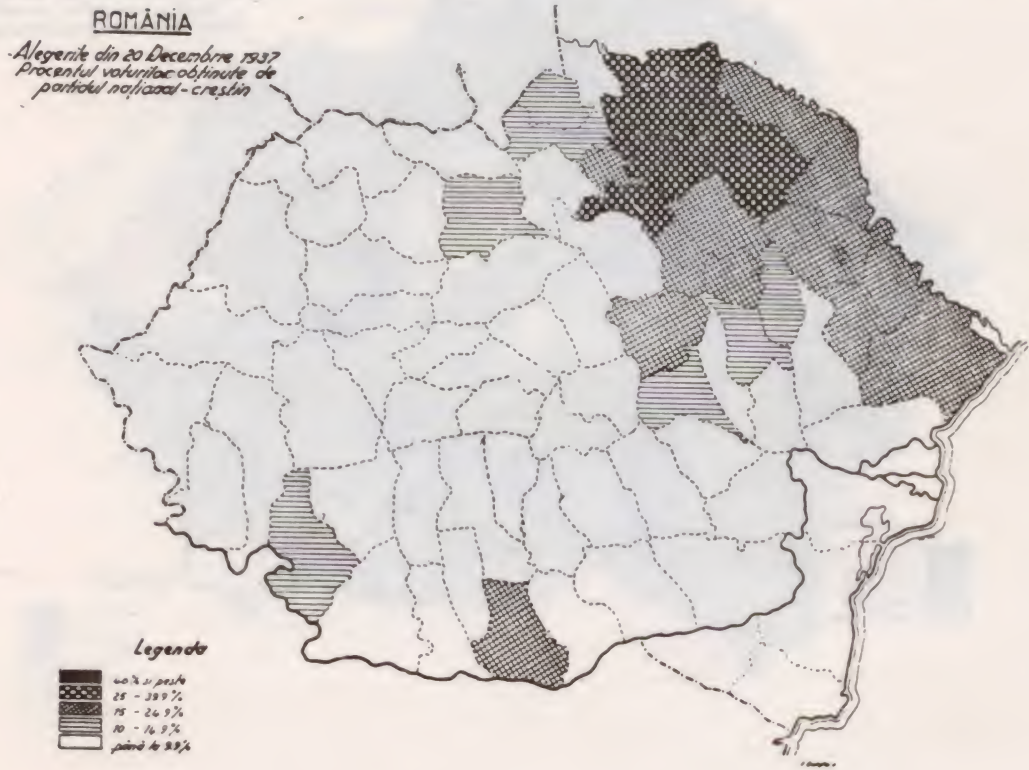 ROMÂNIA
Alegerile din 20 Decembrie 1937
Procentul voturilor obținute de
partidul național-creștin
Legenda
40% si peste
25 - 39.9%
15 - 24.9%
10 - 14.9%
până la 9.9%